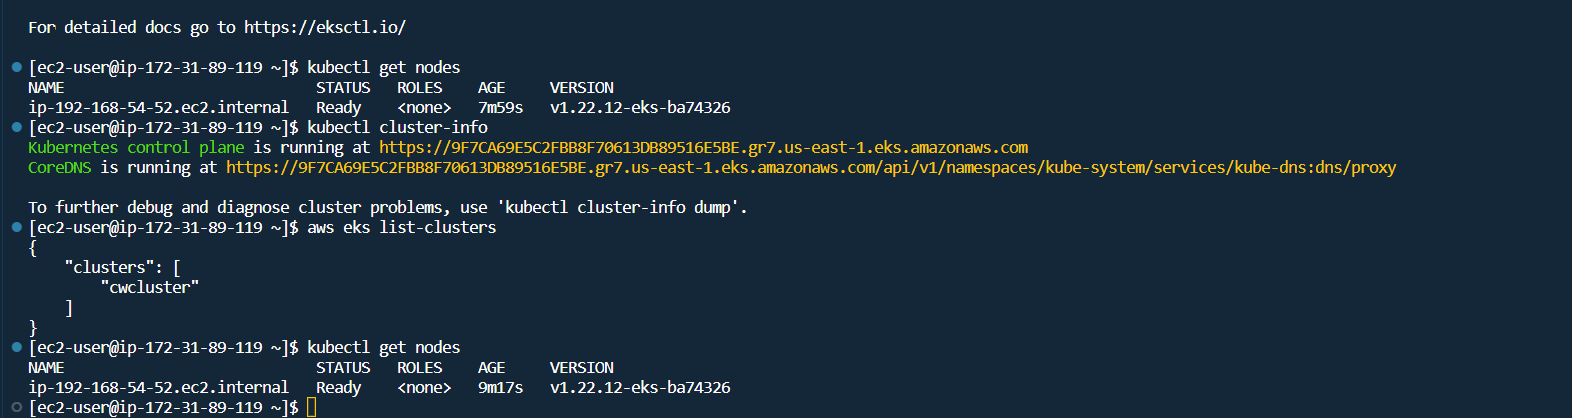 For detailed docs go to https://eksctl.io/
[ec2-user@ip-172-31-89-119 ~]$ kubectl get nodes
NAME                            STATUS   ROLES    AGE     VERSION
ip-192-168-54-52.ec2.internal   Ready    <none>   7m59s   v1.22.12-eks-ba74326
[ec2-user@ip-172-31-89-119 ~]$ kubectl cluster-info
Kubernetes control plane is running at https://9F7CA69E5C2FBB8F70613DB89516E5BE.gr7.us-east-1.eks.amazonaws.com
CoreDNS is running at https://9F7CA69E5C2FBB8F70613DB89516E5BE.gr7.us-east-1.eks.amazonaws.com/api/v1/namespaces/kube-system/services/kube-dns:dns/proxy
To further debug and diagnose cluster problems, use 'kubectl cluster-info dump'.
[ec2-user@ip-172-31-89-119 ~]$ aws eks list-clusters
{
    "clusters": [
        "cwcluster"
    ]
}
[ec2-user@ip-172-31-89-119 ~]$ kubectl get nodes
NAME                            STATUS   ROLES    AGE     VERSION
ip-192-168-54-52.ec2.internal   Ready    <none>   9m17s   v1.22.12-eks-ba74326
[ec2-user@ip-172-31-89-119 ~]$